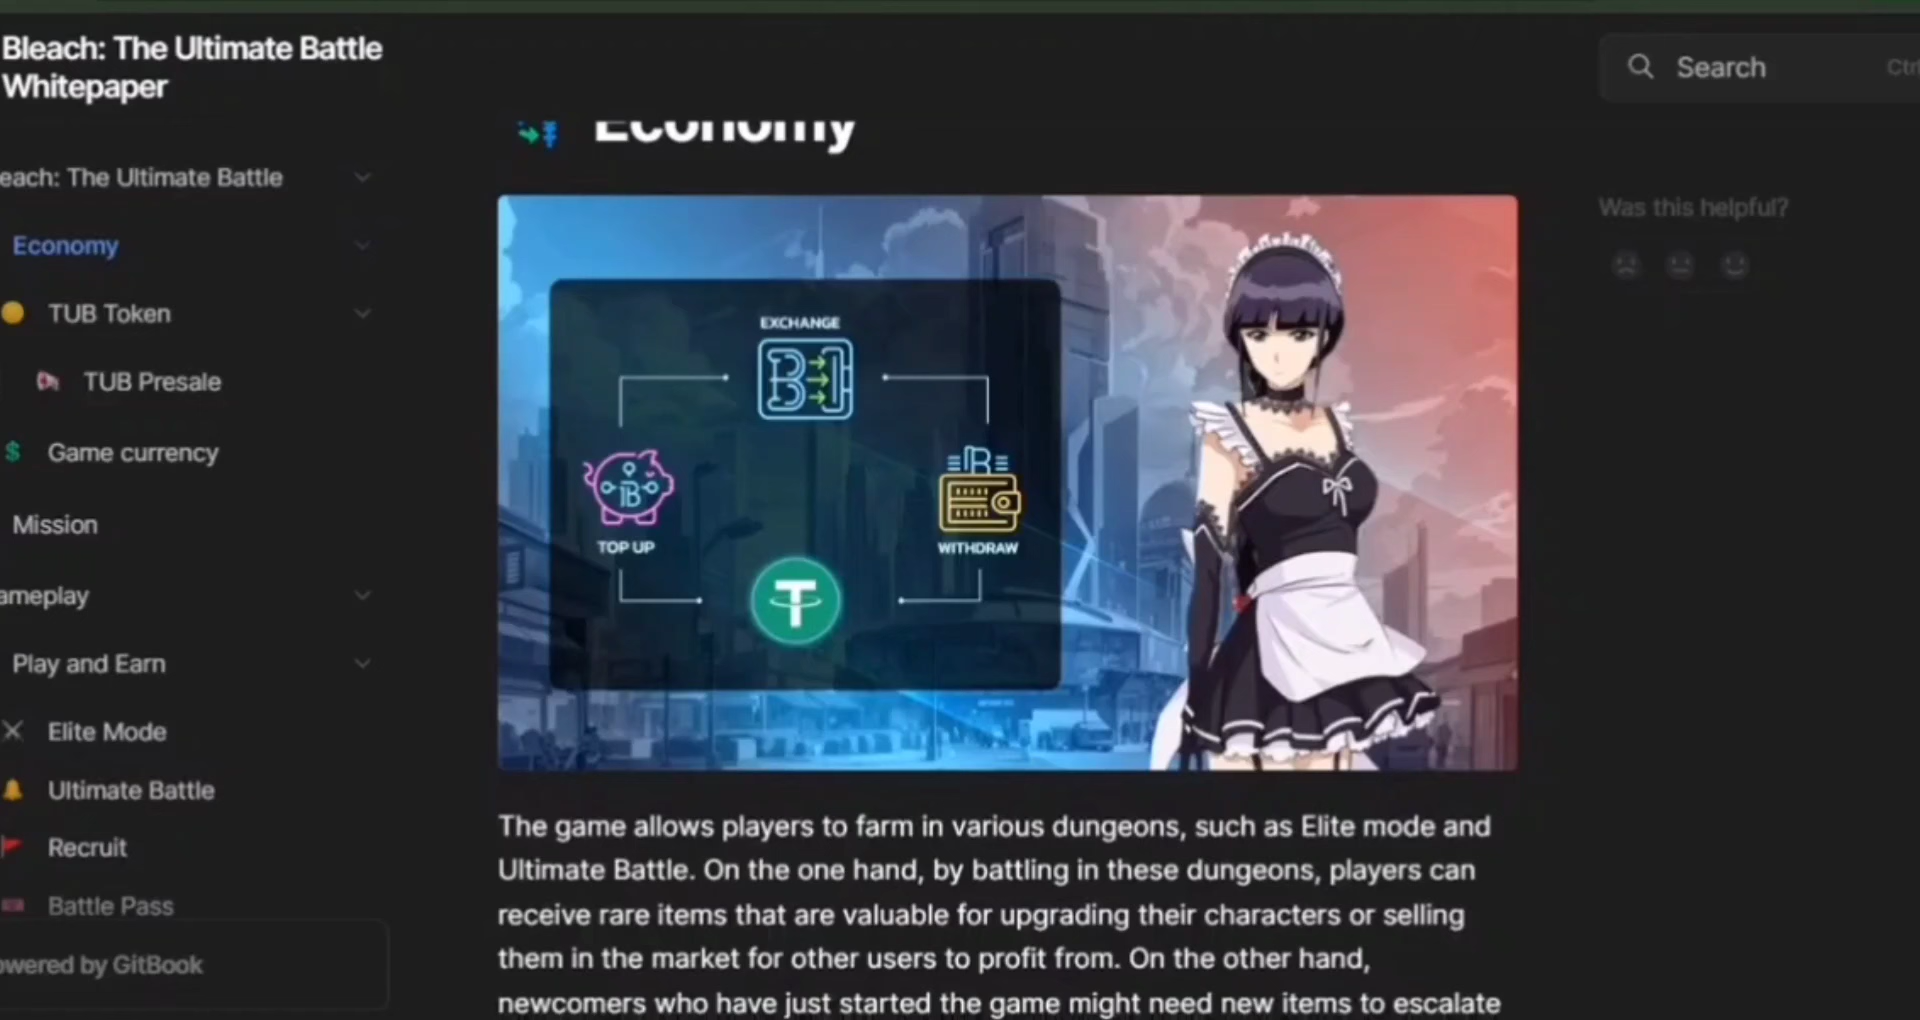 Bleach: The Ultimate Battle
Whitepaper
Search
Ctrl
Economy
Was this helpful?
each: The Ultimate Battle
Economy
TUB Token
TUB Presale
Game currency
Mission
ameplay
Play and Earn
Elite Mode
Ultimate Battle
Recruit
Battle Pass
owered by GitBook
EXCHANGE
TOP UP
WITHDRAW
The game allows players to farm in various dungeons, such as Elite mode and
Ultimate Battle. On the one hand, by battling in these dungeons, players can
receive rare items that are valuable for upgrading their characters or selling
them in the market for other users to profit from. On the other hand,
newcomers who have just started the game might need new items to escalate